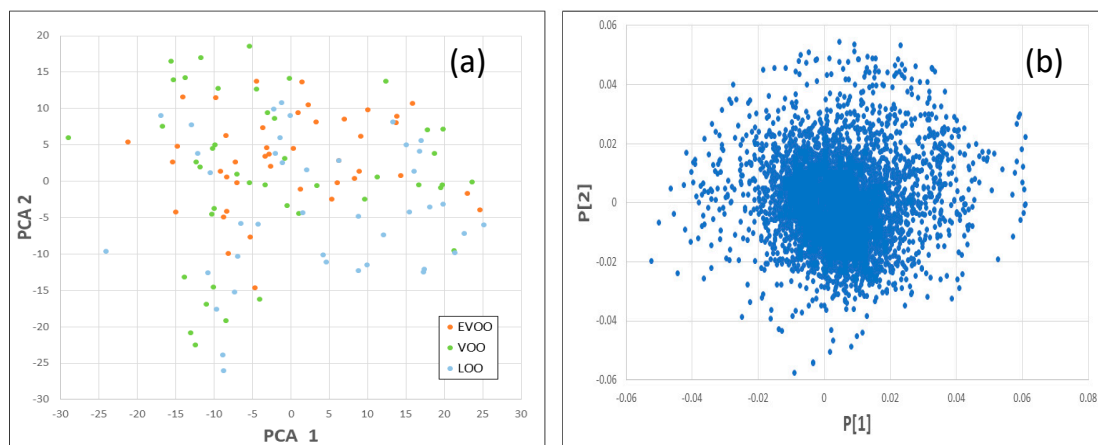 (a)
20
15
10
5
0
-5
-10
-15
-20
-25
-30
PCA 2
-30 -25 -20 -15 -10 -5 0 5 10 15 20 25 30
PCA 1
EVOO
VOO
LOO
(b)
0.06
0.04
0.02
0
-0.02
-0.04
-0.06
P[2]
-0.06 -0.04 -0.02 0 0.02 0.04 0.06 0.08
P[1]